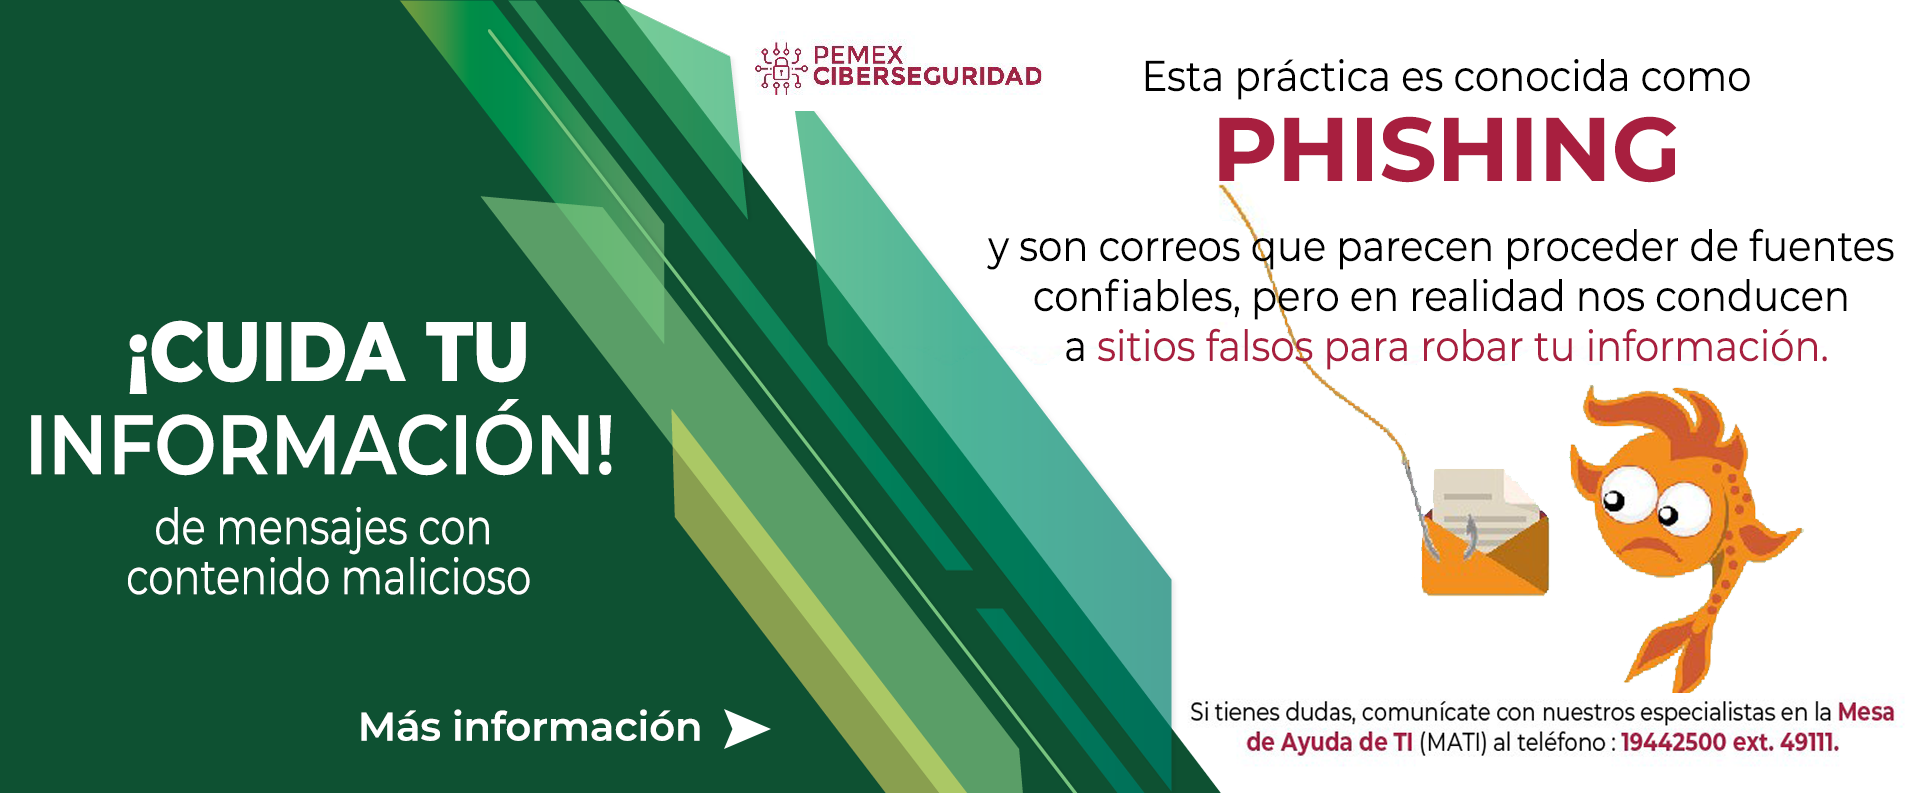 ¡CUIDA TU
INFORMACIÓN!
de mensajes con
contenido malicioso
Más información
PEMEX
CIBERSEGURIDAD
Esta práctica es conocida como
PHISHING
y son correos que parecen proceder de fuentes
confiables, pero en realidad nos conducen
a sitios falsos para robar tu información.
Si tienes dudas, comunícate con nuestros especialistas en la Mesa
de Ayuda de TI (MATI) al teléfono : 19442500 ext. 49111.